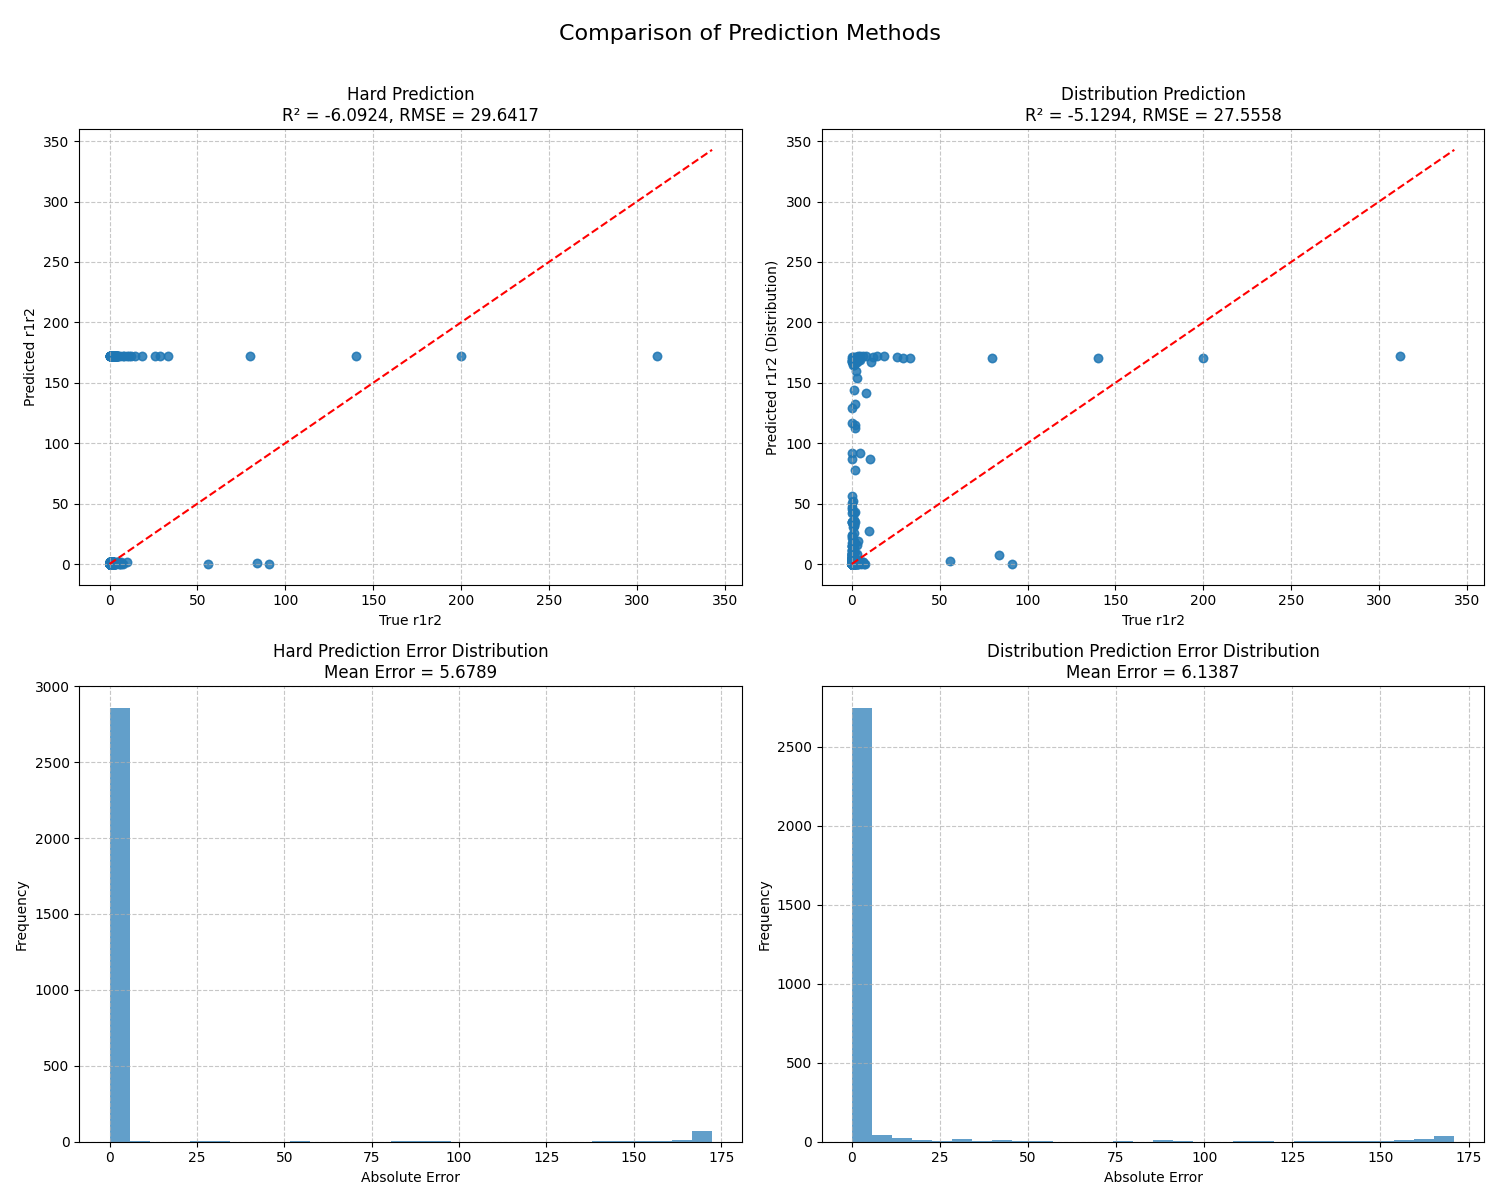 Comparison of Prediction Methods
Hard Prediction
R² = -6.0924, RMSE = 29.6417
350
300
250
200
150
100
50
0
Predicted r1r2
0 50 100 150 200 250 300 350
True r1r2
Distribution Prediction
R² = -5.1294, RMSE = 27.5558
350
300
250
200
150
100
50
0
Predicted r1r2 (Distribution)
0 50 100 150 200 250 300 350
True r1r2
Hard Prediction Error Distribution
Mean Error = 5.6789
3000
2500
2000
1500
1000
500
0
Frequency
0 25 50 75 100 125 150 175
Absolute Error
Distribution Prediction Error Distribution
Mean Error = 6.1387
2500
2000
1500
1000
500
0
Frequency
0 25 50 75 100 125 150 175
Absolute Error